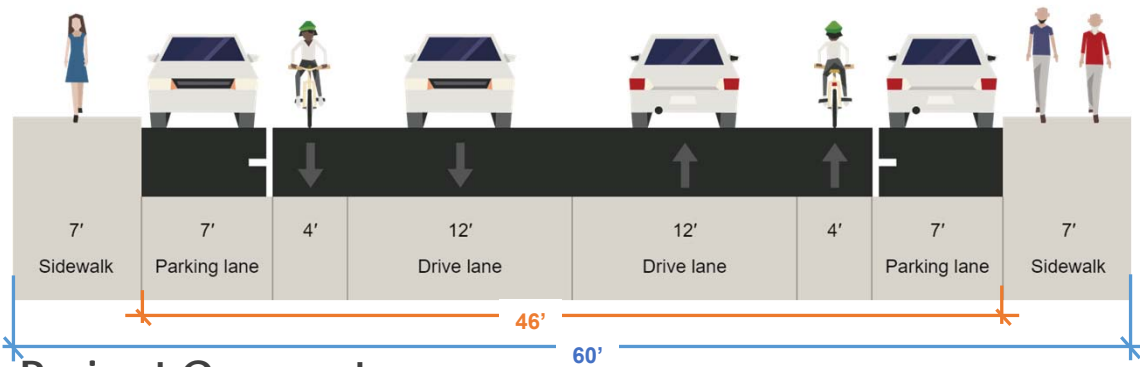 7′ 7′ 4′ 12′ 12′ 4′ 7′ 7′
Sidewalk Parking lane Drive lane Drive lane Parking lane Sidewalk
46’
60’